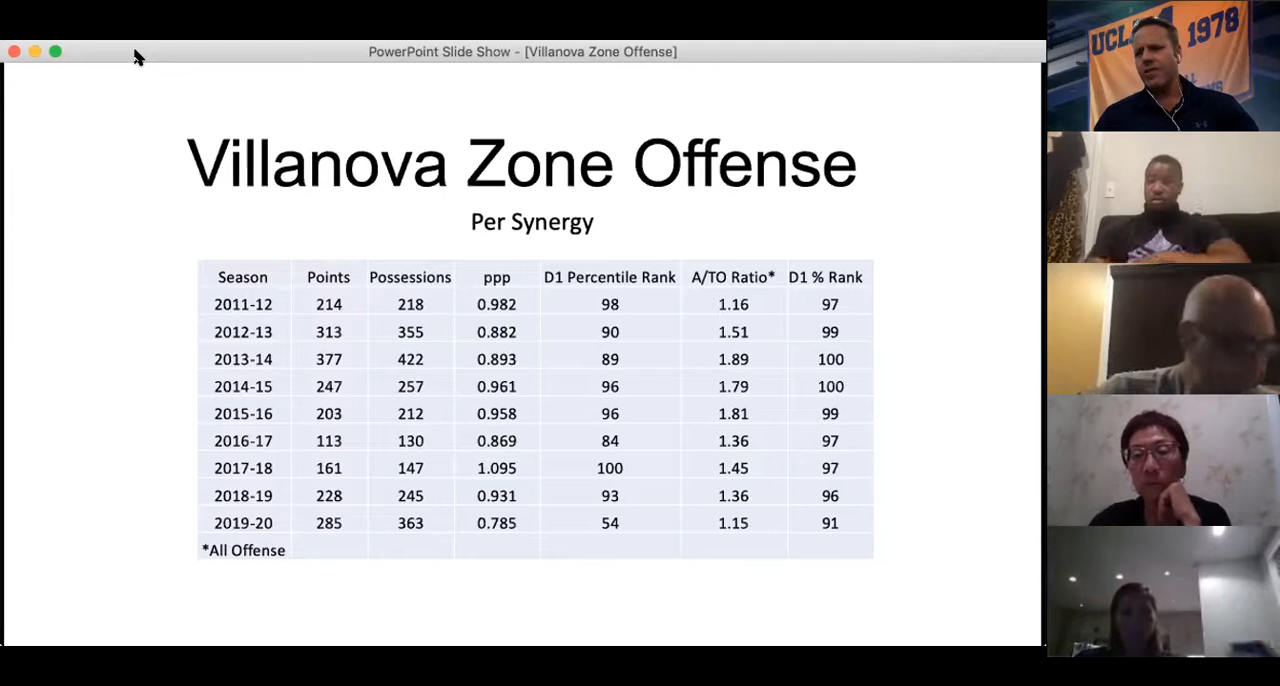 PowerPoint Slide Show - [Villanova Zone Offense]
Villanova Zone Offense
Per Synergy
Season Points Possessions ppp D1 Percentile Rank A/TO Ratio* D1 % Rank
2011-12 214 218 0.982 98 1.16 97
2012-13 313 355 0.882 90 1.51 99
2013-14 377 422 0.893 89 1.89 100
2014-15 247 257 0.961 96 1.79 100
2015-16 203 212 0.958 96 1.81 99
2016-17 113 130 0.869 84 1.36 97
2017-18 161 147 1.095 100 1.45 97
2018-19 228 245 0.931 93 1.36 96
2019-20 285 363 0.785 54 1.15 91
*All Offense
1978